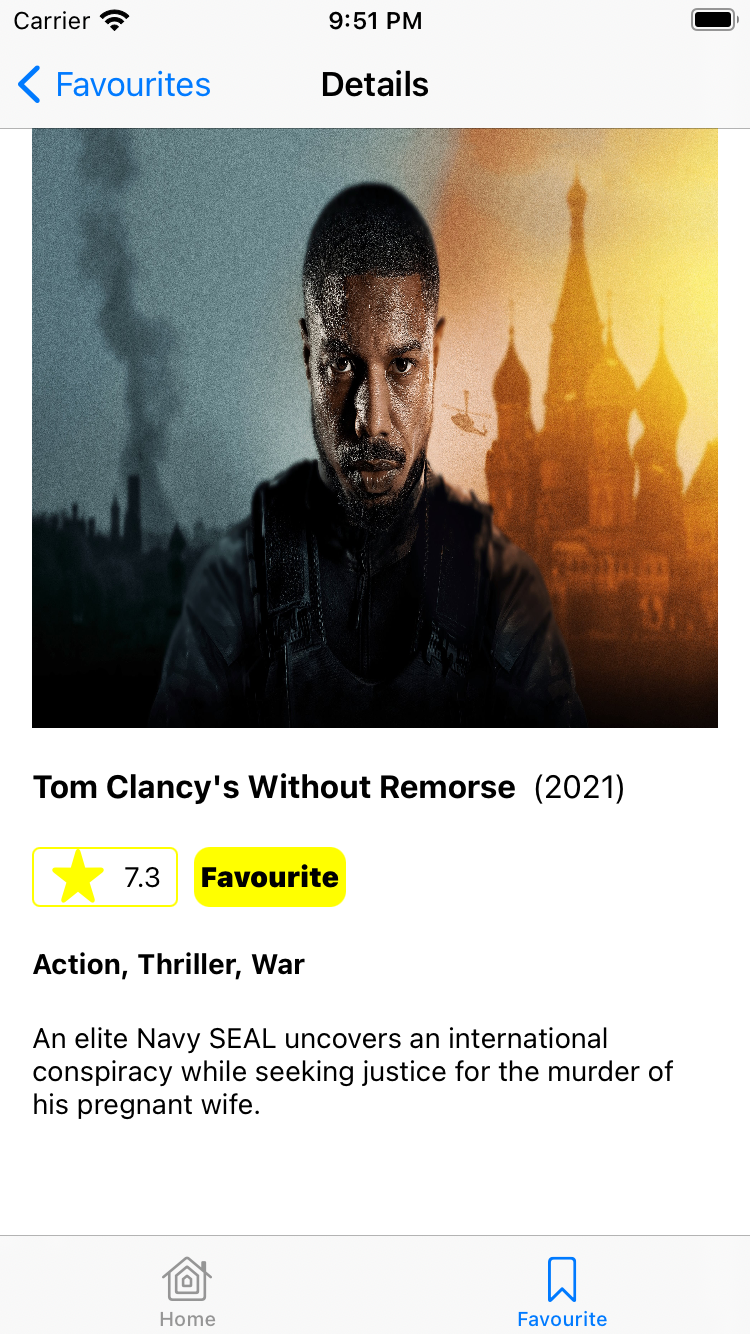 Carrier 9:51 PM
Favourites Details
Tom Clancy's Without Remorse (2021)
7.3 Favourite
Action, Thriller, War
An elite Navy SEAL uncovers an international
conspiracy while seeking justice for the murder of
his pregnant wife.
Home Favourite